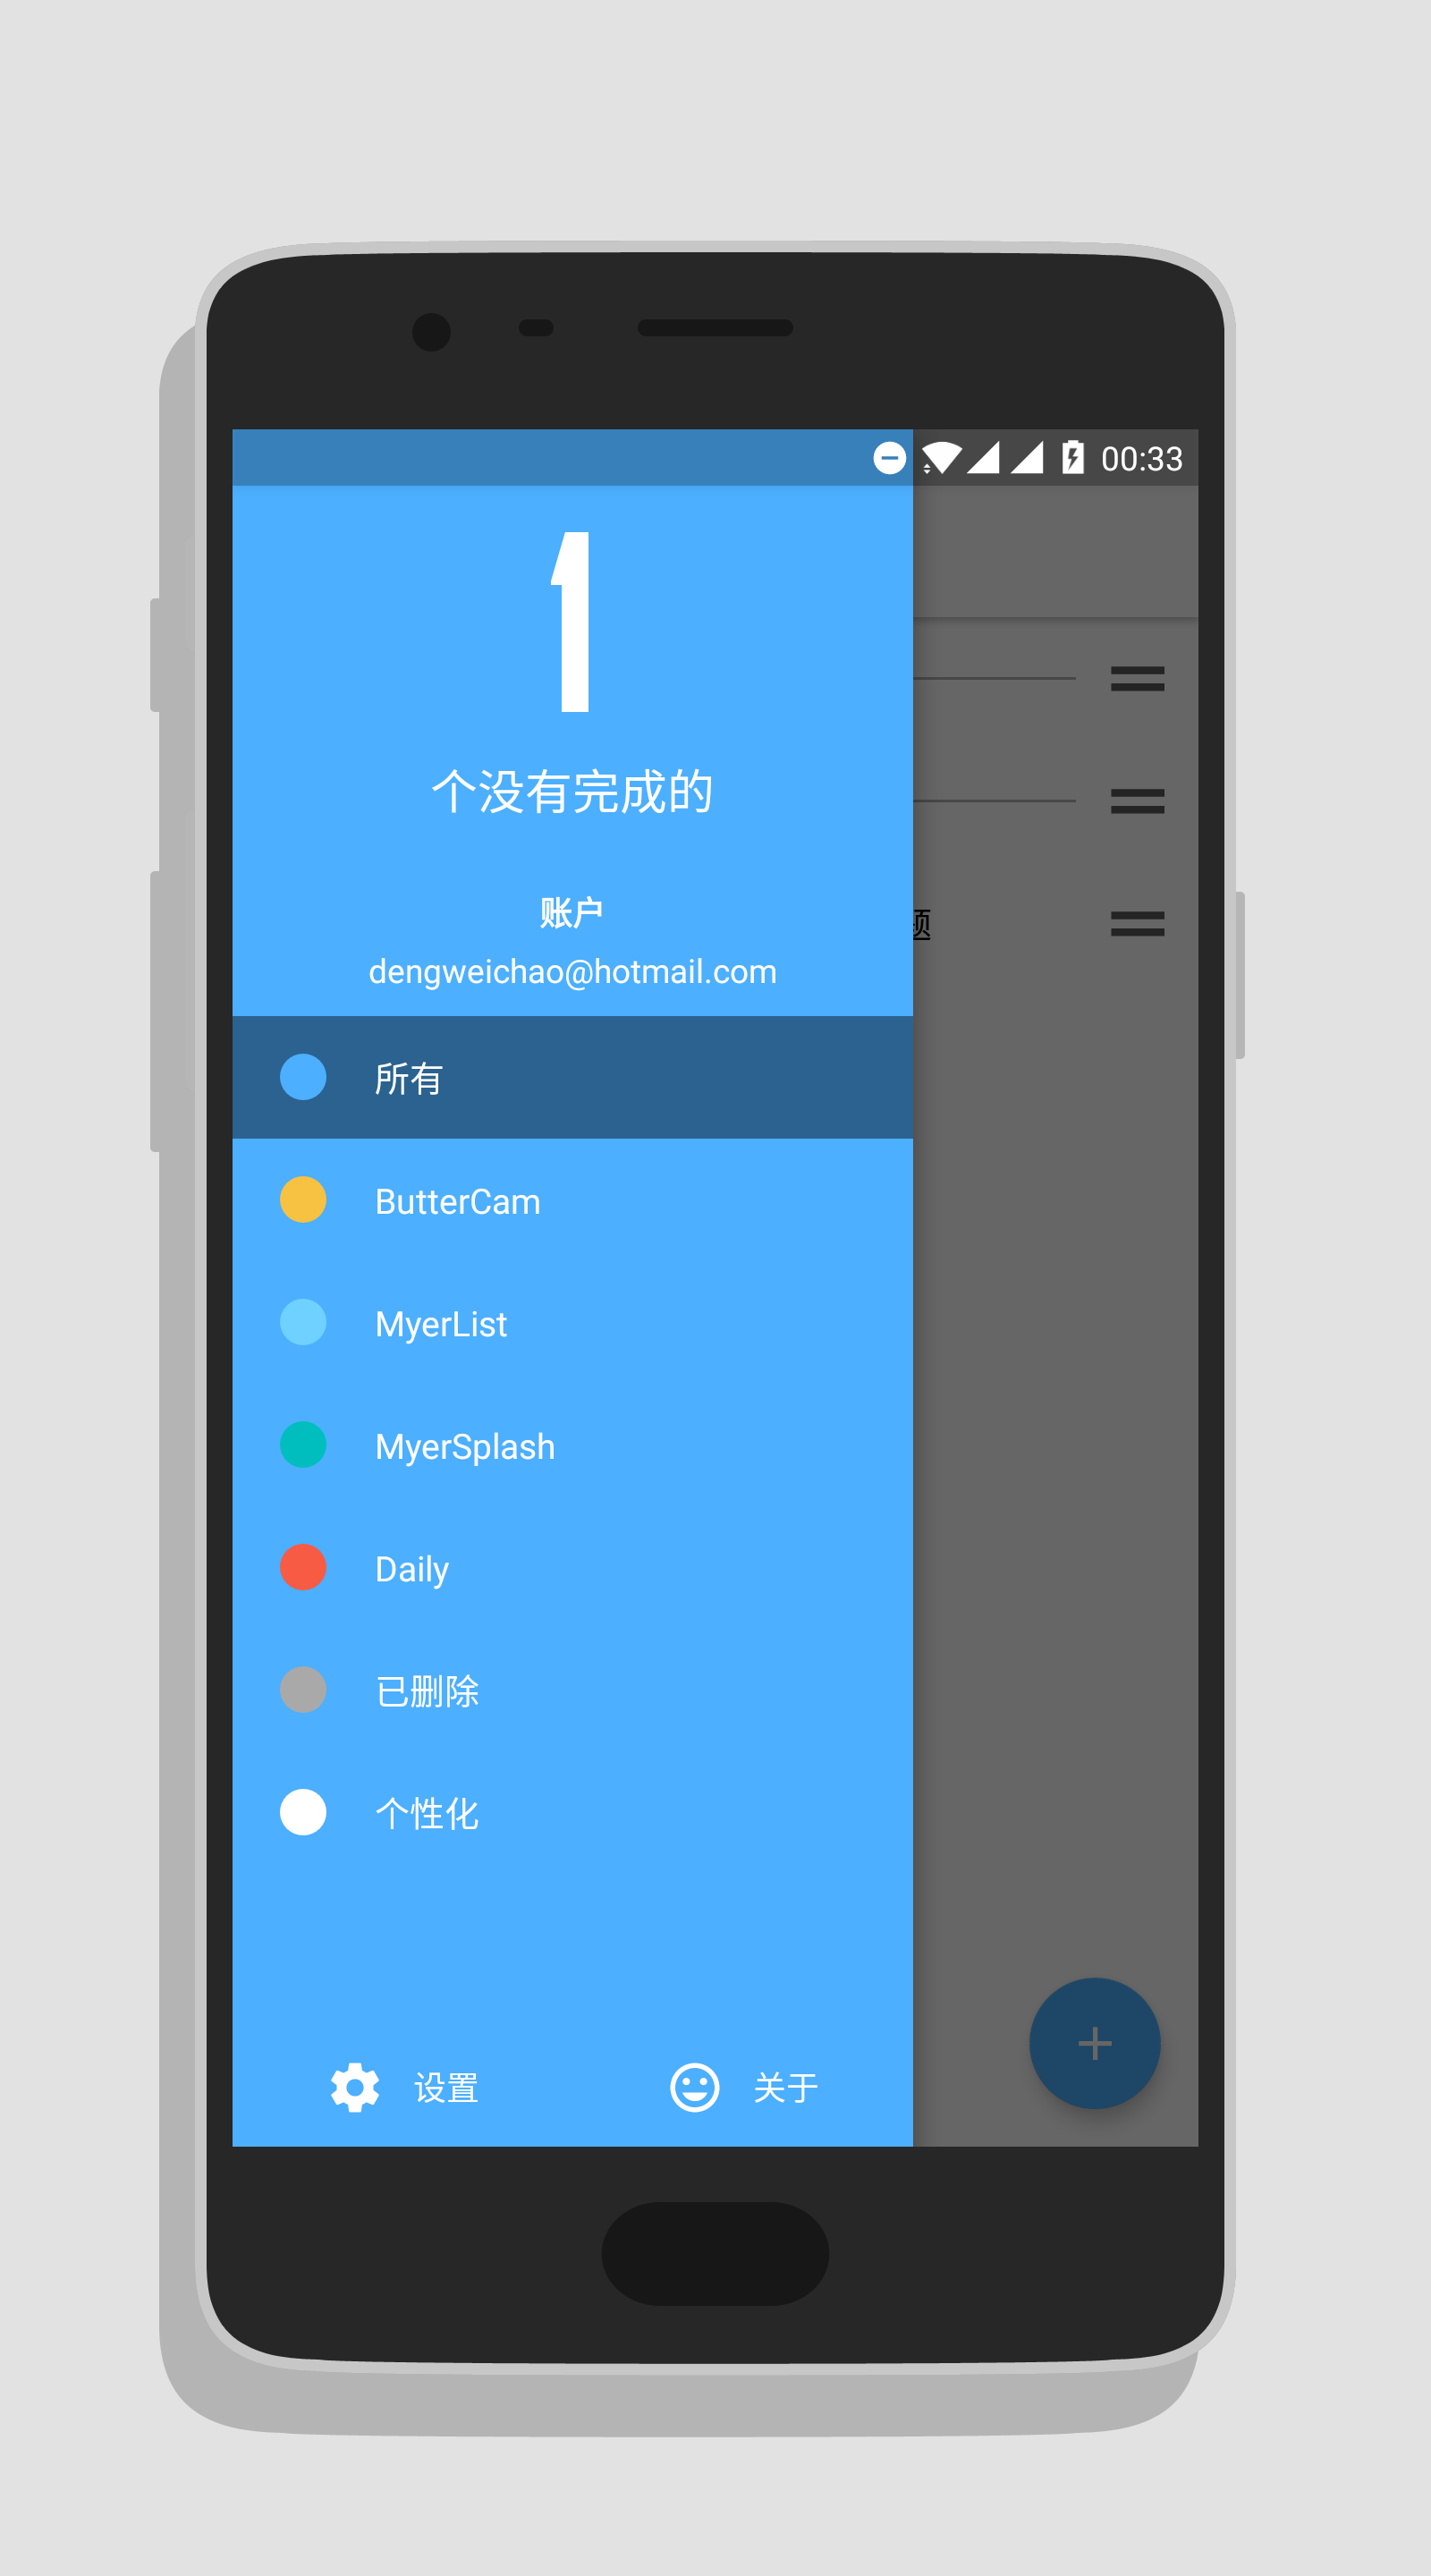 00:33
1
个没有完成的
账户
dengweichao@hotmail.com
题
所有
ButterCam
MyerList
MyerSplash
Daily
已删除
个性化
设置
关于